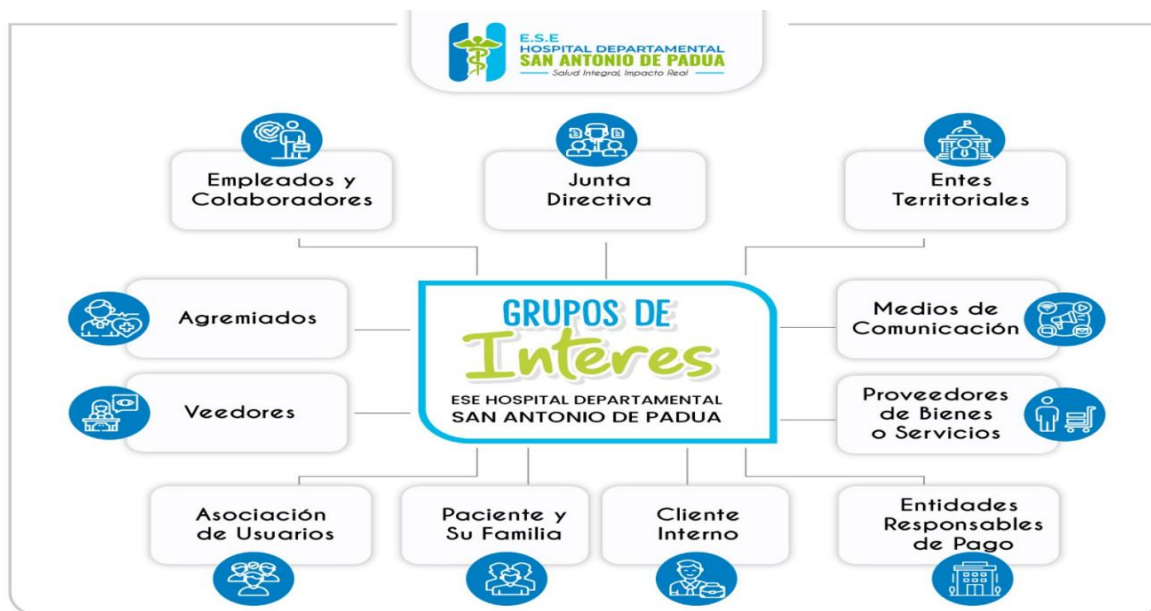 E.S.E
HOSPITAL DEPARTAMENTAL
SAN ANTONIO DE PADUA
Salud Integral, Impacto Real
Empleados y
Colaboradores
Junta
Directiva
Entes
Territoriales
Agremiados
GRUPOS DE
Interes
ESE HOSPITAL DEPARTAMENTAL
SAN ANTONIO DE PADUA
Medios de
Comunicación
Veedores
Proveedores
de Bienes
o Servicios
Asociación
de Usuarios
Paciente y
Su Familia
Cliente
Interno
Entidades
Responsables
de Pago